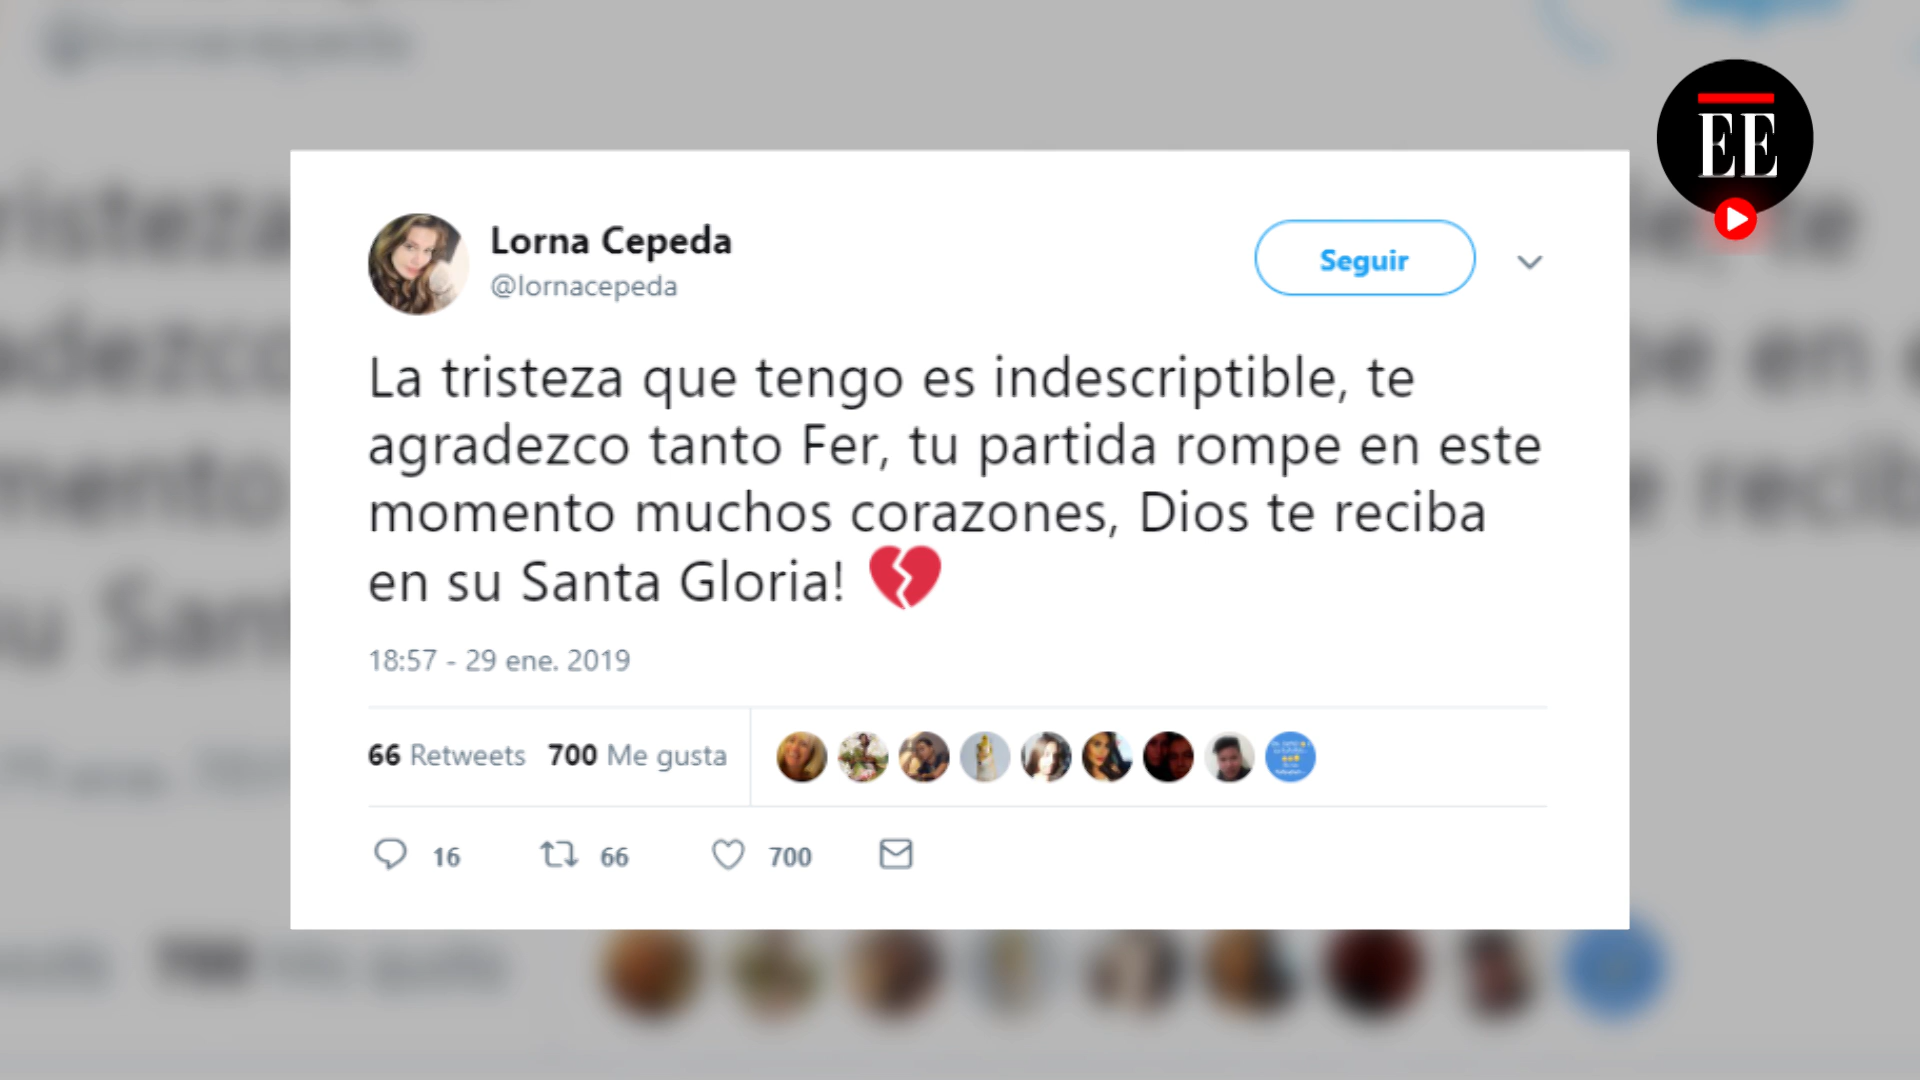 EE
Lorna Cepeda
@lornacepeda
Seguir
La tristeza que tengo es indescriptible, te
agradezco tanto Fer, tu partida rompe en este
momento muchos corazones, Dios te reciba
en su Santa Gloria! 💔
18:57 - 29 ene. 2019
66 Retweets 700 Me gusta
16 66 700